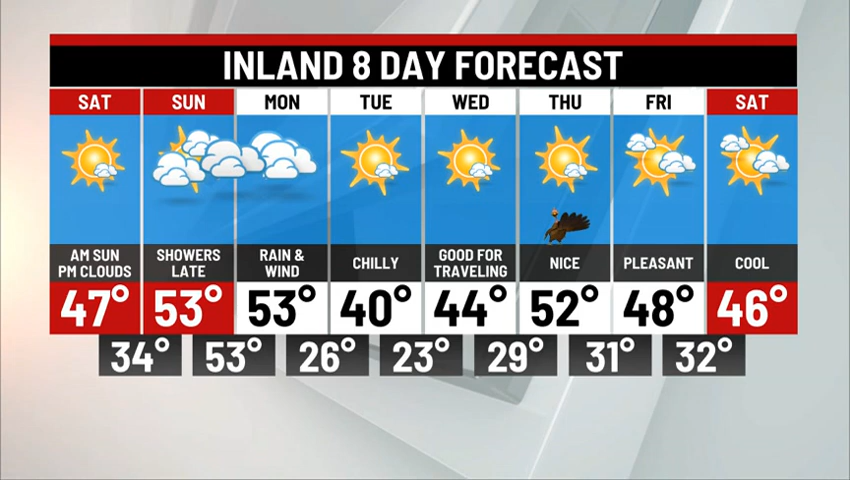 INLAND 8 DAY FORECAST
SAT SUN MON TUE WED THU FRI SAT
AM SUN
PM CLOUDS
SHOWERS
LATE
RAIN &
WIND
CHILLY
GOOD FOR
TRAVELING
NICE
PLEASANT
COOL
47° 53° 53° 40° 44° 52° 48° 46°
34° 53° 26° 23° 29° 31° 32°